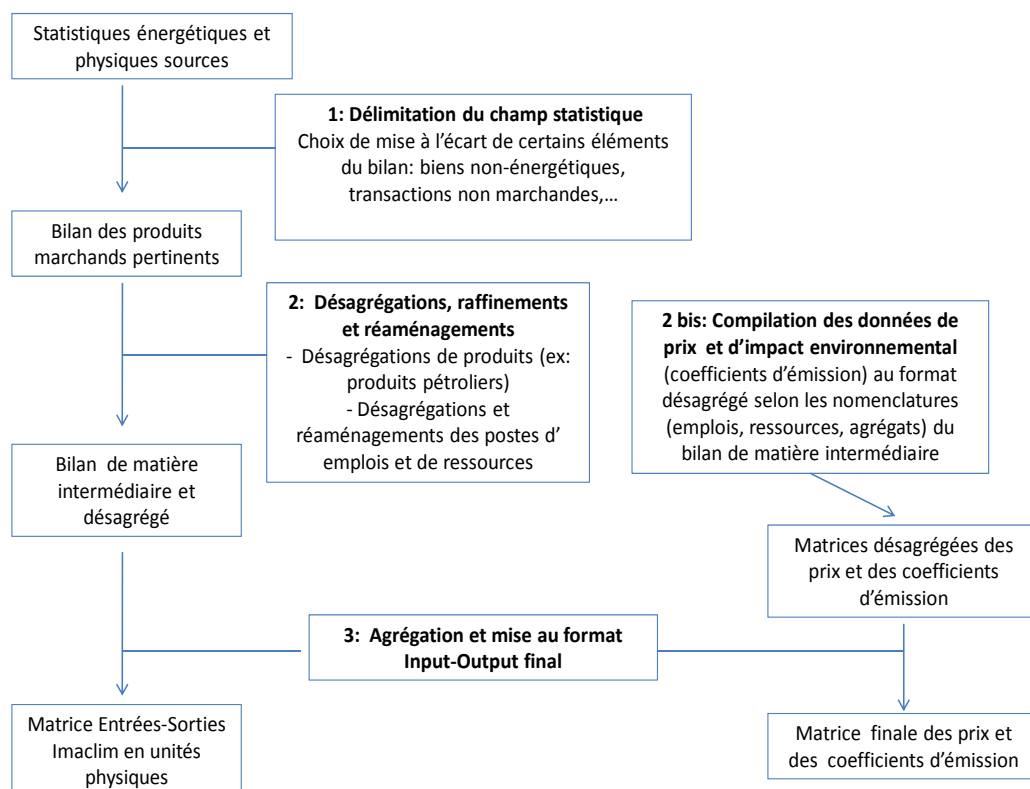 Statistiques énergétiques et
physiques sources
1: Délimitation du champ statistique
Choix de mise à l’écart de certains éléments
du bilan: biens non-énergétiques,
transactions non marchandes,…
Bilan des produits
marchands pertinents
2: Désagrégations, raffinements
et réaménagements
- Désagrégations de produits (ex:
produits pétroliers)
- Désagrégations et
réaménagements des postes d’
emplois et de ressources
2 bis: Compilation des données de
prix et d’impact environnemental
(coefficients d’émission) au format
désagrégé selon les nomenclatures
(emplois, ressources, agrégats) du
bilan de matière intermédiaire
Bilan de matière
intermédiaire et
désagrégé
Matrices désagrégées des
prix et des coefficients
d’émission
3: Agrégation et mise au format
Input-Output final
Matrice Entrées-Sorties
Imaclim en unités
physiques
Matrice finale des prix et
des coefficients d’émission